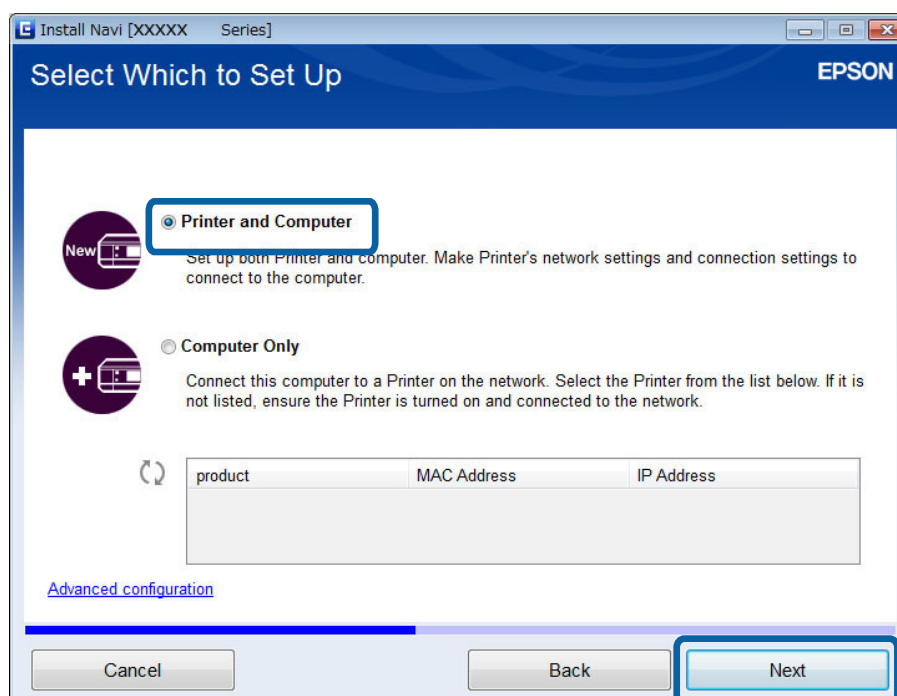 Install Navi [XXXXX Series]
Select Which to Set Up
EPSON
New
Printer and Computer
Set up both Printer and computer. Make Printer's network settings and connection settings to
connect to the computer.
Computer Only
Connect this computer to a Printer on the network. Select the Printer from the list below. If it is
not listed, ensure the Printer is turned on and connected to the network.
product MAC Address IP Address
Advanced configuration
Cancel Back Next